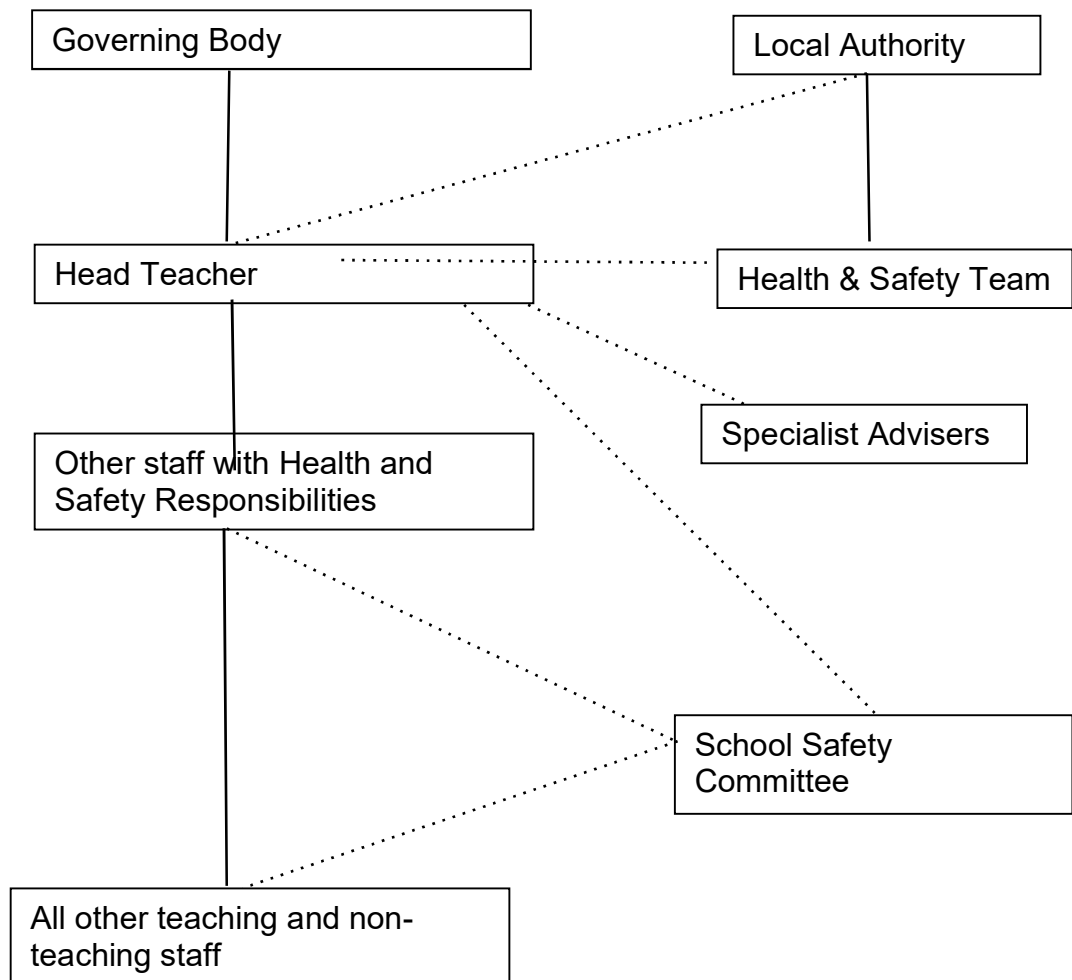 Governing Body
Local Authority
Head Teacher
Health & Safety Team
Specialist Advisers
Other staff with Health and
Safety Responsibilities
School Safety
Committee
All other teaching and non-
teaching staff